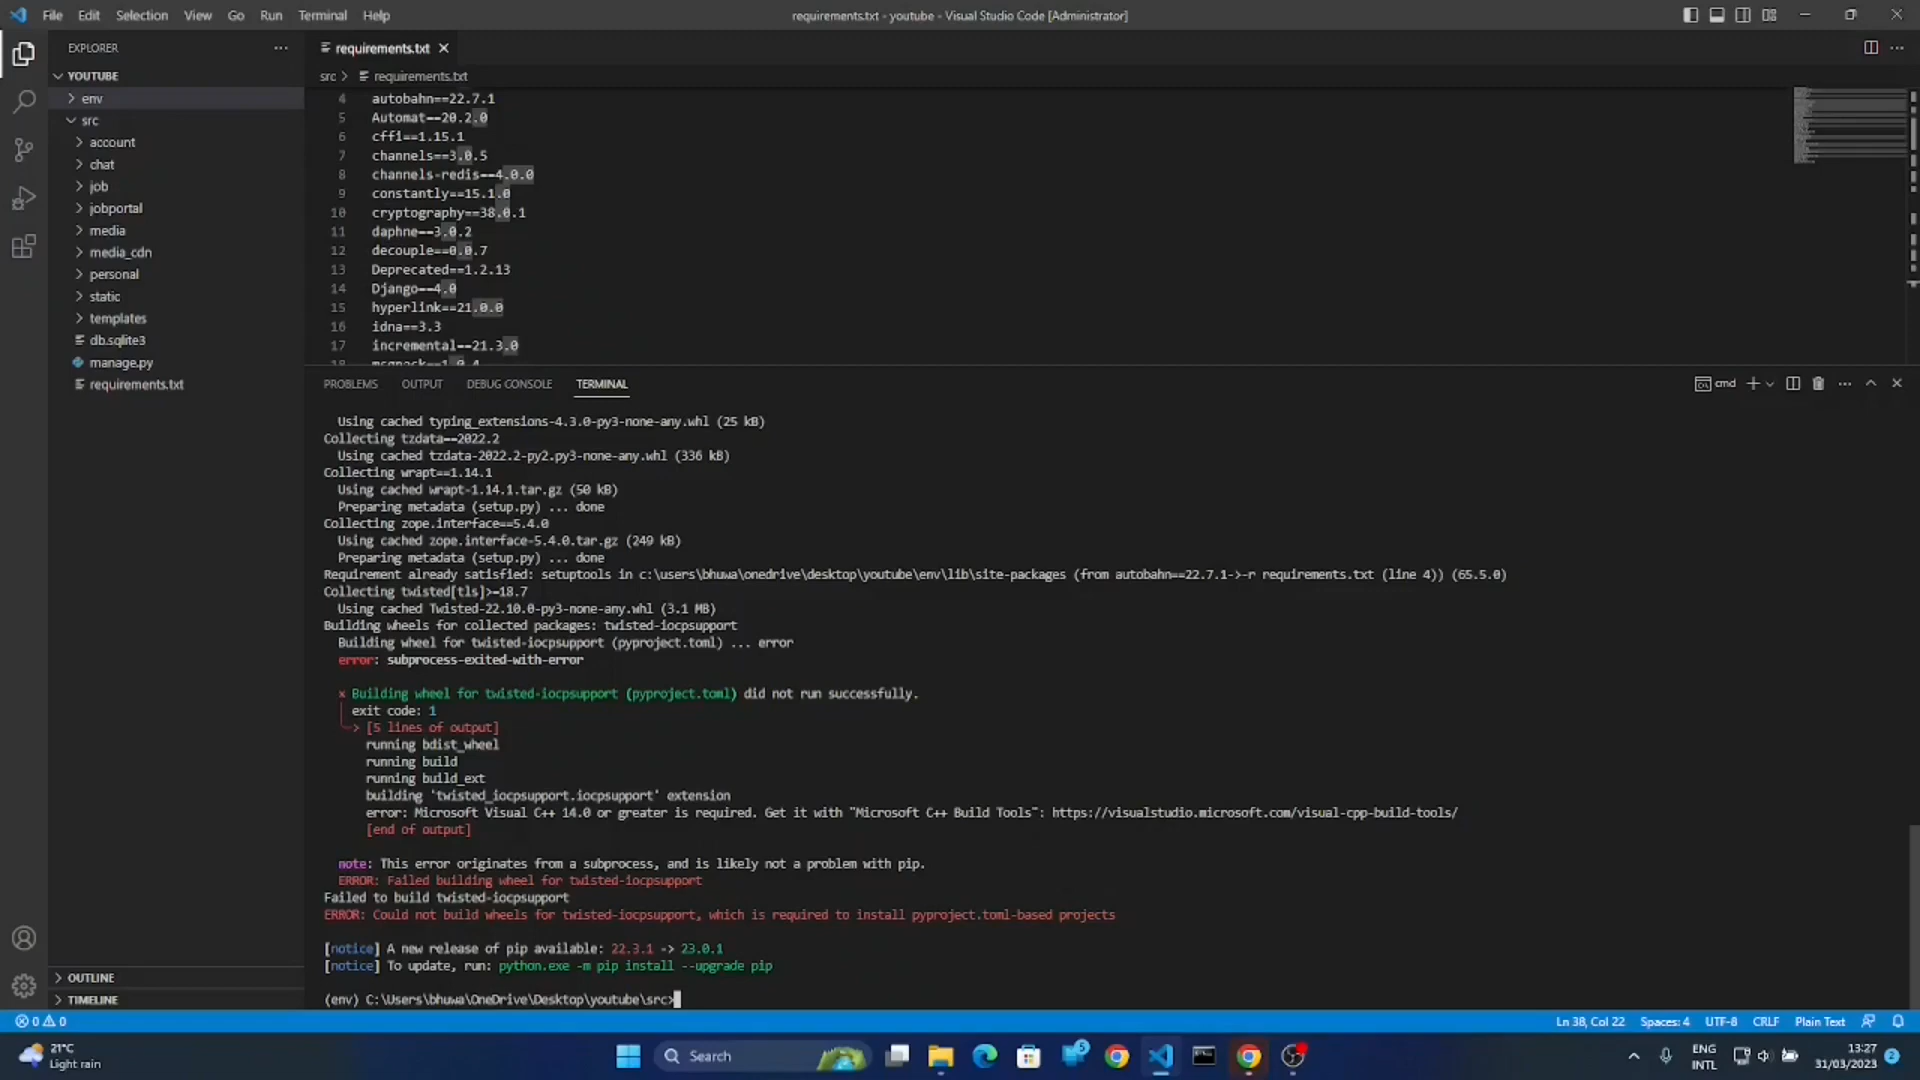 File Edit Selection View Go Run Terminal Help
requirements.txt - youtube - Visual Studio Code [Administrator]
EXPLORER
YOUTUBE
env
src
account
chat
job
jobportal
media
media_cdn
personal
static
templates
db.sqlite3
manage.py
requirements.txt
OUTLINE
TIMELINE
requirements.txt
src > requirements.txt
4 autobahn==22.7.1
5 Automat==20.2.0
6 cffi==1.15.1
7 channels==3.0.5
8 channels-redis==4.0.0
9 constantly==15.1.0
10 cryptography==38.0.1
11 daphne==3.0.2
12 decouple==0.0.7
13 Deprecated==1.2.13
14 Django==4.0
15 hyperlink==21.0.0
16 idna==3.3
17 incremental==21.3.0
18 msgpack==1.0.4
PROBLEMS OUTPUT DEBUG CONSOLE TERMINAL
cmd
Using cached typing_extensions-4.3.0-py3-none-any.whl (25 kB)
Collecting tzdata==2022.2
Using cached tzdata-2022.2-py2.py3-none-any.whl (336 kB)
Collecting wrapt==1.14.1
Using cached wrapt-1.14.1.tar.gz (50 kB)
Preparing metadata (setup.py) ... done
Collecting zope.interface==5.4.0
Using cached zope.interface-5.4.0.tar.gz (249 kB)
Preparing metadata (setup.py) ... done
Requirement already satisfied: setuptools in c:\users\bhuwa\onedrive\desktop\youtube\env\lib\site-packages (from autobahn==22.7.1->-r requirements.txt (line 4)) (65.5.0)
Collecting twisted[tls]>=18.7
Using cached Twisted-22.10.0-py3-none-any.whl (3.1 MB)
Building wheels for collected packages: twisted-iocpsupport
Building wheel for twisted-iocpsupport (pyproject.toml) ... error
error: subprocess-exited-with-error
× Building wheel for twisted-iocpsupport (pyproject.toml) did not run successfully.
exit code: 1
> [5 lines of output]
running bdist_wheel
running build
running build_ext
building 'twisted_iocpsupport.iocpsupport' extension
error: Microsoft Visual C++ 14.0 or greater is required. Get it with "Microsoft C++ Build Tools": https://visualstudio.microsoft.com/visual-cpp-build-tools/
[end of output]
note: This error originates from a subprocess, and is likely not a problem with pip.
ERROR: Failed building wheel for twisted-iocpsupport
Failed to build twisted-iocpsupport
ERROR: Could not build wheels for twisted-iocpsupport, which is required to install pyproject.toml-based projects
[notice] A new release of pip available: 22.3.1 -> 23.0.1
[notice] To update, run: python.exe -m pip install --upgrade pip
(env) C:\Users\bhuwa\OneDrive\Desktop\youtube\src>
0 0
Ln 38, Col 22 Spaces: 4 UTF-8 CRLF Plain Text
21°C
Light rain
Search
5
ENG
INTL
13:27
31/03/2023
2